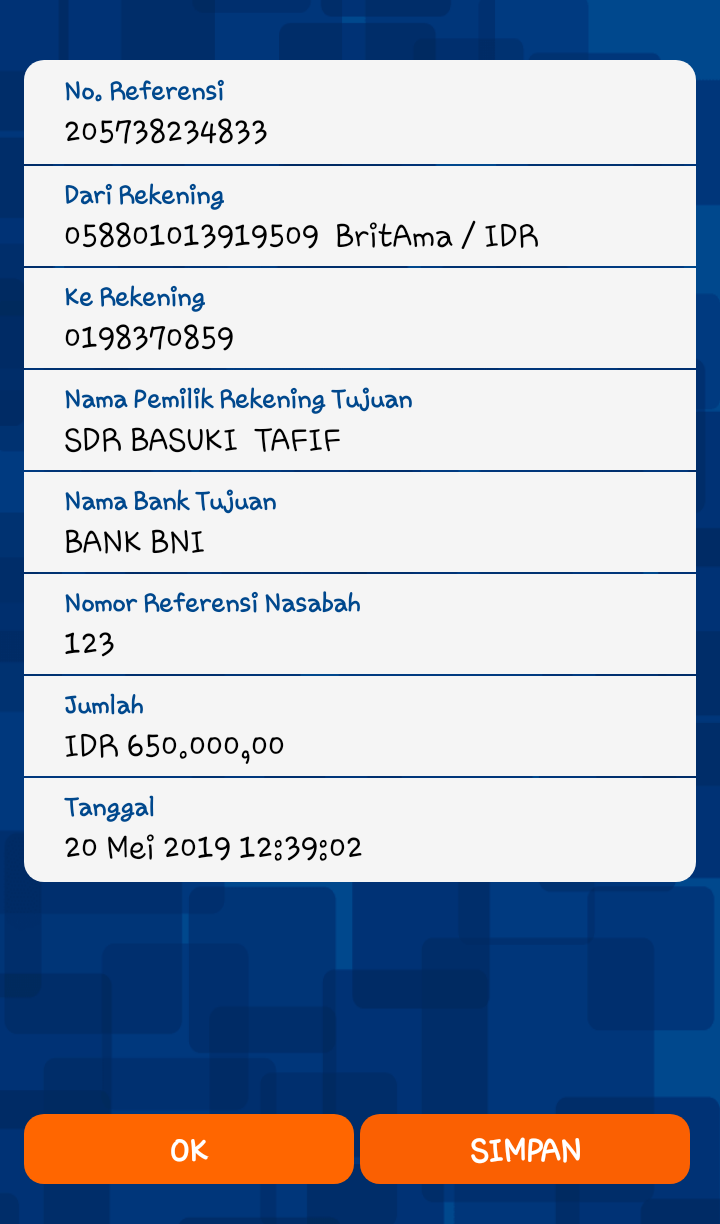 No. Referensi
205738234833
Dari Rekening
058801013919509  BritAma / IDR
Ke Rekening
0198370859
Nama Pemilik Rekening Tujuan
SDR BASUKI  TAFIF
Nama Bank Tujuan
BANK BNI
Nomor Referensi Nasabah
123
Jumlah
IDR 650.000,00
Tanggal
20 Mei 2019 12:39:02
OK
SIMPAN